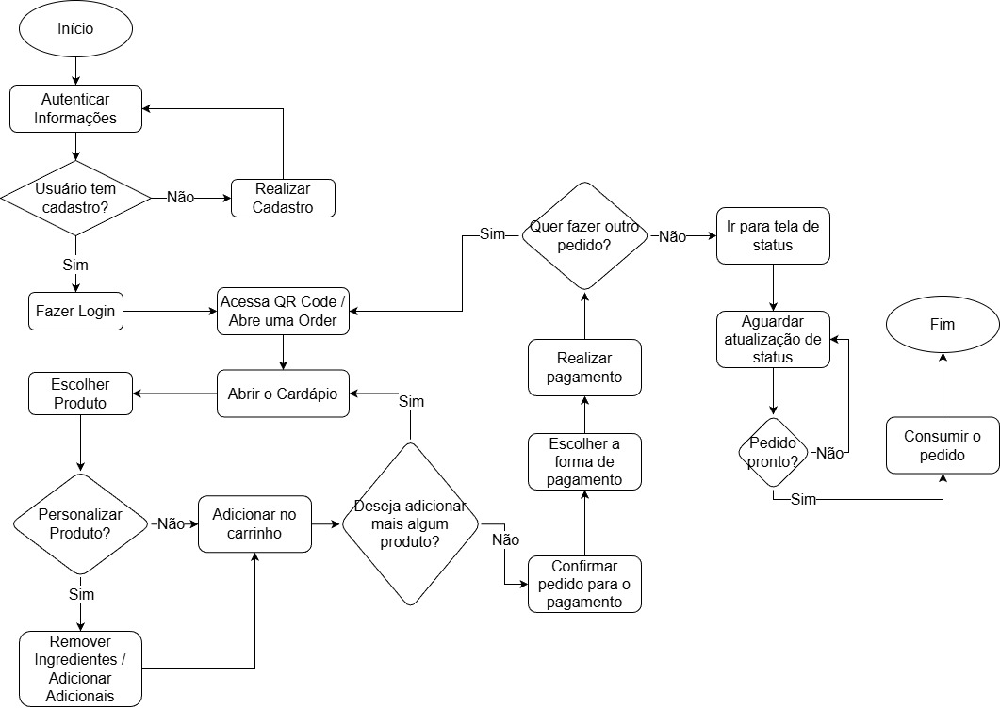 Início
Autenticar
Informações
Usuário tem
cadastro?
Não
Realizar
Cadastro
Sim
Fazer Login
Acessa QR Code /
Abre uma Order
Abrir o Cardápio
Escolher
Produto
Personalizar
Produto?
Não
Sim
Remover
Ingredientes /
Adicionar
Adicionais
Adicionar no
carrinho
Deseja adicionar
mais algum
produto?
Sim
Não
Confirmar
pedido para o
pagamento
Escolher a
forma de
pagamento
Realizar
pagamento
Quer fazer outro
pedido?
Sim
Não
Ir para tela de
status
Aguardar
atualização de
status
Pedido
pronto?
Não
Sim
Consumir o
pedido
Fim